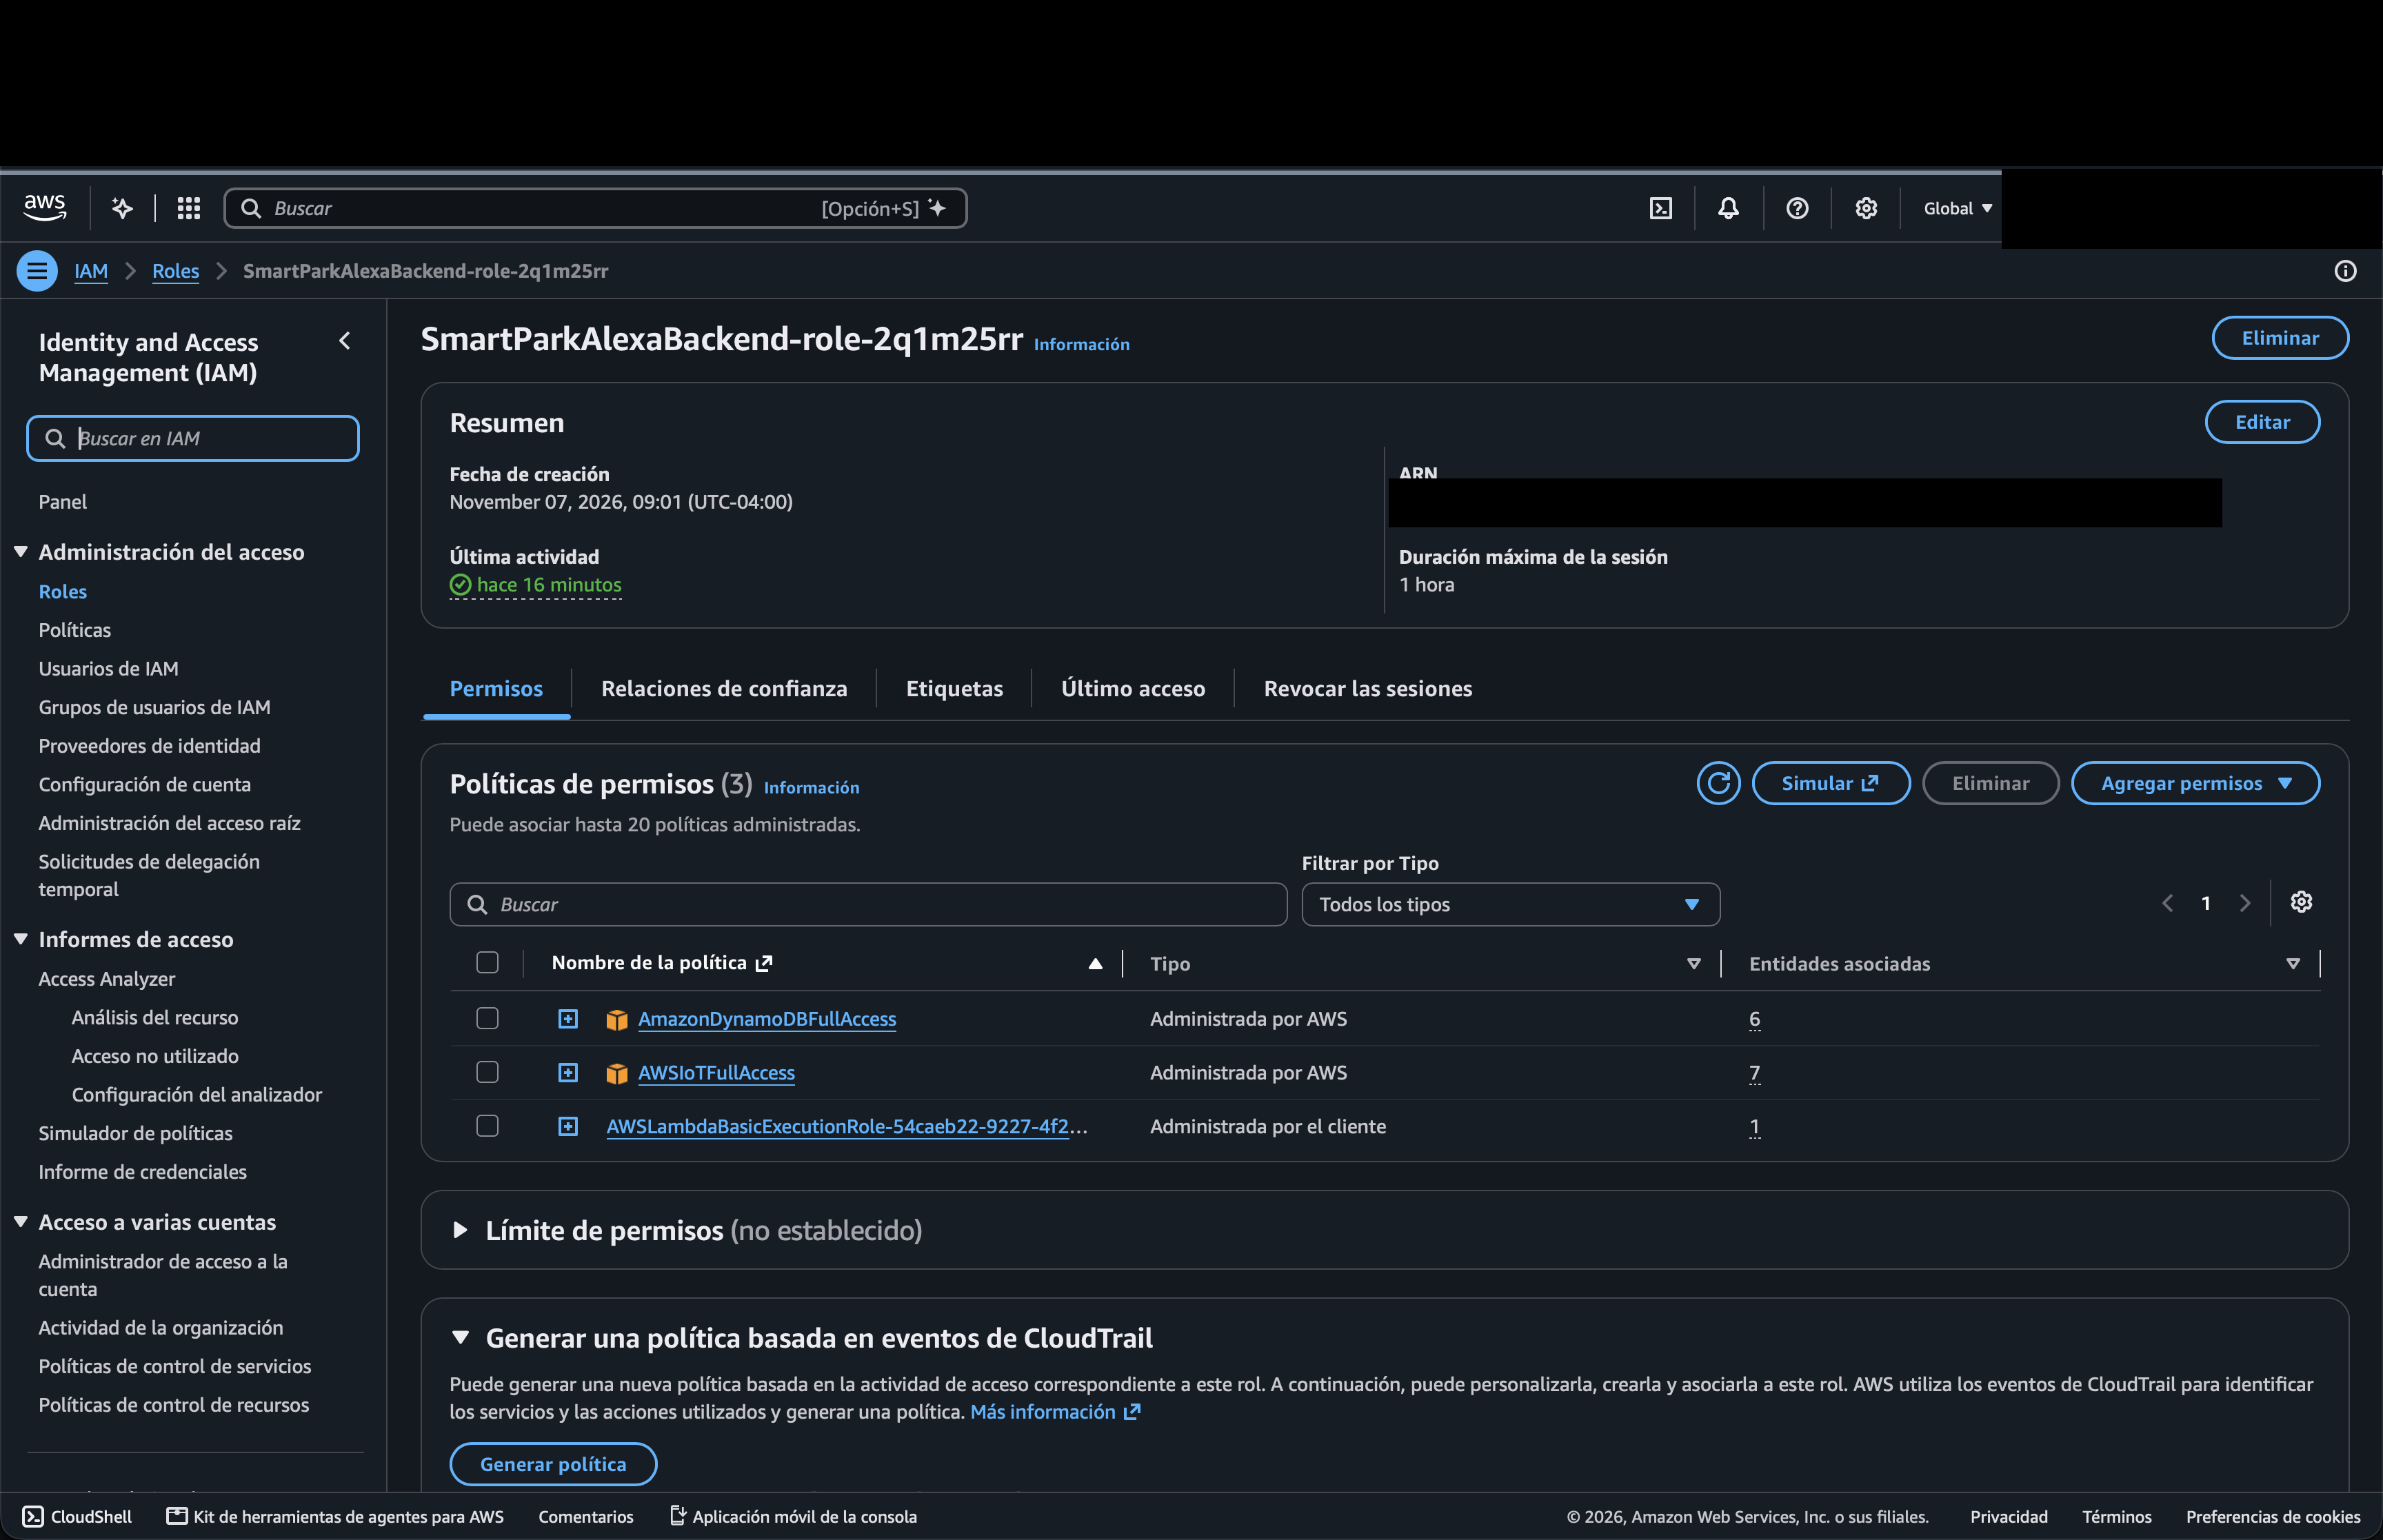 aws
Buscar
[Opción+S]
Global
IAM
Roles
SmartParkAlexaBackend-role-2q1m25rr
Identity and Access
Management (IAM)
Buscar en IAM
Panel
Administración del acceso
Roles
Políticas
Usuarios de IAM
Grupos de usuarios de IAM
Proveedores de identidad
Configuración de cuenta
Administración del acceso raíz
Solicitudes de delegación
temporal
Informes de acceso
Access Analyzer
Análisis del recurso
Acceso no utilizado
Configuración del analizador
Simulador de políticas
Informe de credenciales
Acceso a varias cuentas
Administrador de acceso a la
cuenta
Actividad de la organización
Políticas de control de servicios
Políticas de control de recursos
SmartParkAlexaBackend-role-2q1m25rr Información
Eliminar
Resumen
Editar
Fecha de creación
November 07, 2026, 09:01 (UTC-04:00)
Última actividad
hace 16 minutos
ARN
Duración máxima de la sesión
1 hora
Permisos
Relaciones de confianza
Etiquetas
Último acceso
Revocar las sesiones
Políticas de permisos (3) Información
Puede asociar hasta 20 políticas administradas.
Simular
Eliminar
Agregar permisos
Filtrar por Tipo
Buscar
Todos los tipos
1
Nombre de la política
Tipo
Entidades asociadas
AmazonDynamoDBFullAccess
Administrada por AWS
6
AWSIoTFullAccess
Administrada por AWS
7
AWSLambdaBasicExecutionRole-54caeb22-9227-4f2...
Administrada por el cliente
1
Límite de permisos (no establecido)
Generar una política basada en eventos de CloudTrail
Puede generar una nueva política basada en la actividad de acceso correspondiente a este rol. A continuación, puede personalizarla, crearla y asociarla a este rol. AWS utiliza los eventos de CloudTrail para identificar
los servicios y las acciones utilizados y generar una política. Más información
Generar política
CloudShell
Kit de herramientas de agentes para AWS
Comentarios
Aplicación móvil de la consola
© 2026, Amazon Web Services, Inc. o sus filiales.
Privacidad
Términos
Preferencias de cookies